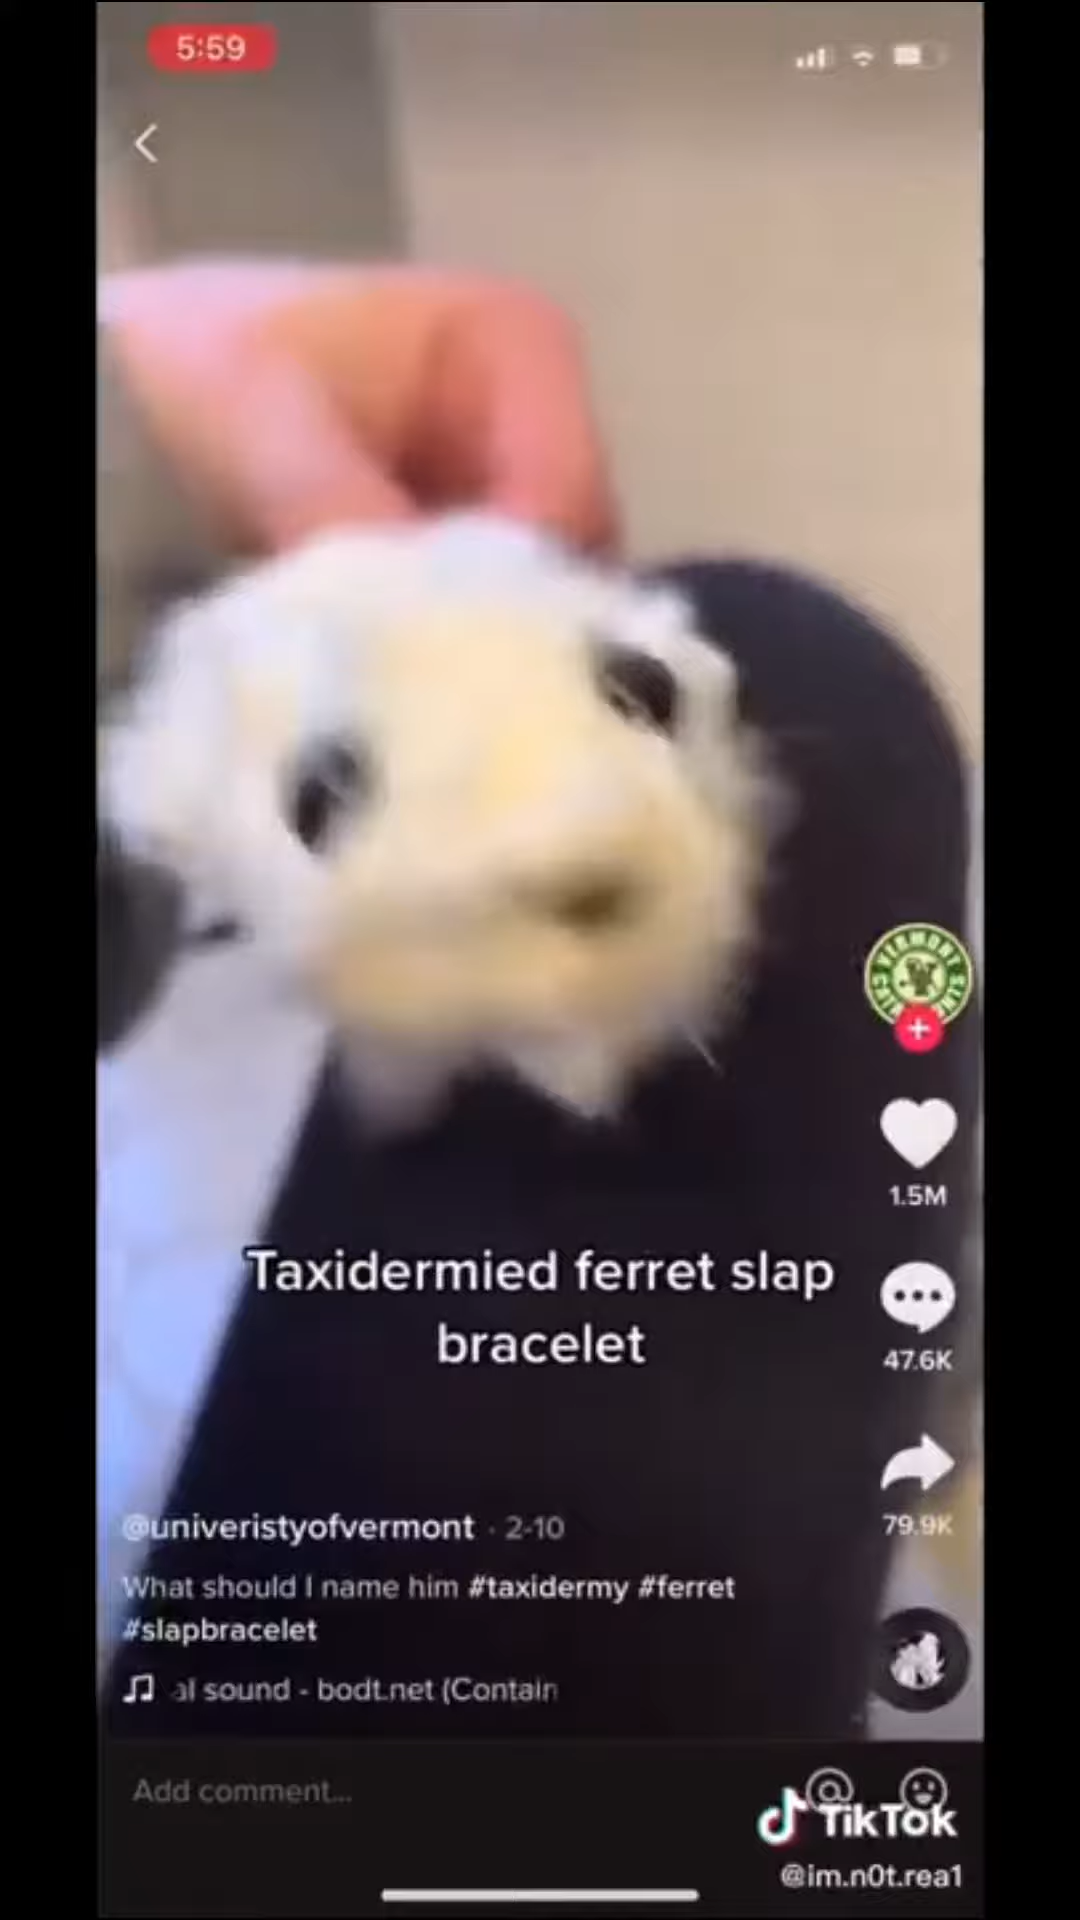 5:59
VERMONT
Taxidermied ferret slap
bracelet
1.5M
47.6K
79.9K
@univeristyofvermont · 2-10
What should I name him #taxidermy #ferret
#slapbracelet
al sound - bodt.net (Contain
Add comment...
TikTok
@im.n0t.rea1